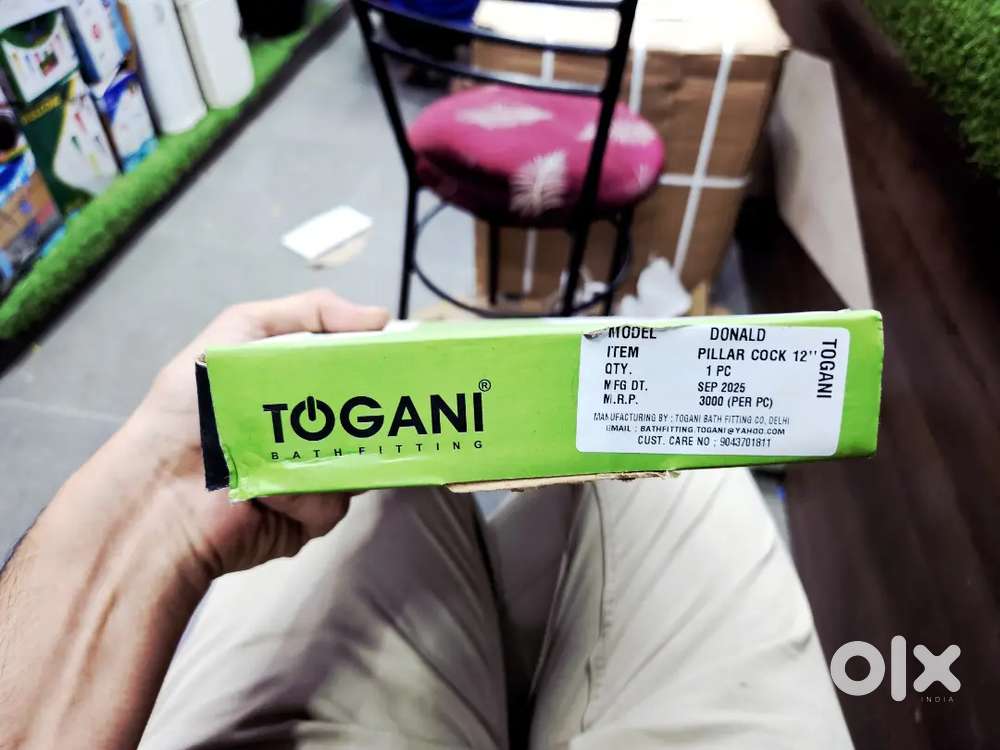 TOGANI®
BATHFITTING
MODEL DONALD
ITEM PILLAR COCK 12''
QTY. 1 PC
MFG DT. SEP 2025
M.R.P. 3000 (PER PC)
MANUFACTURING BY : TOGANI BATH FITTING CO, DELHI
EMAIL : BATHFITTING.TOGANI@YAHOO.COM
CUST. CARE NO : 9043701811
TOGANI
olx
INDIA